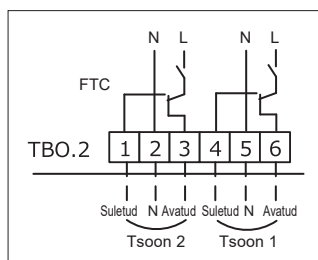 N L N L
FTC
TBO.2 1 2 3 4 5 6
Suletud N Avatud Suletud N Avatud
Tsoon 2 Tsoon 1